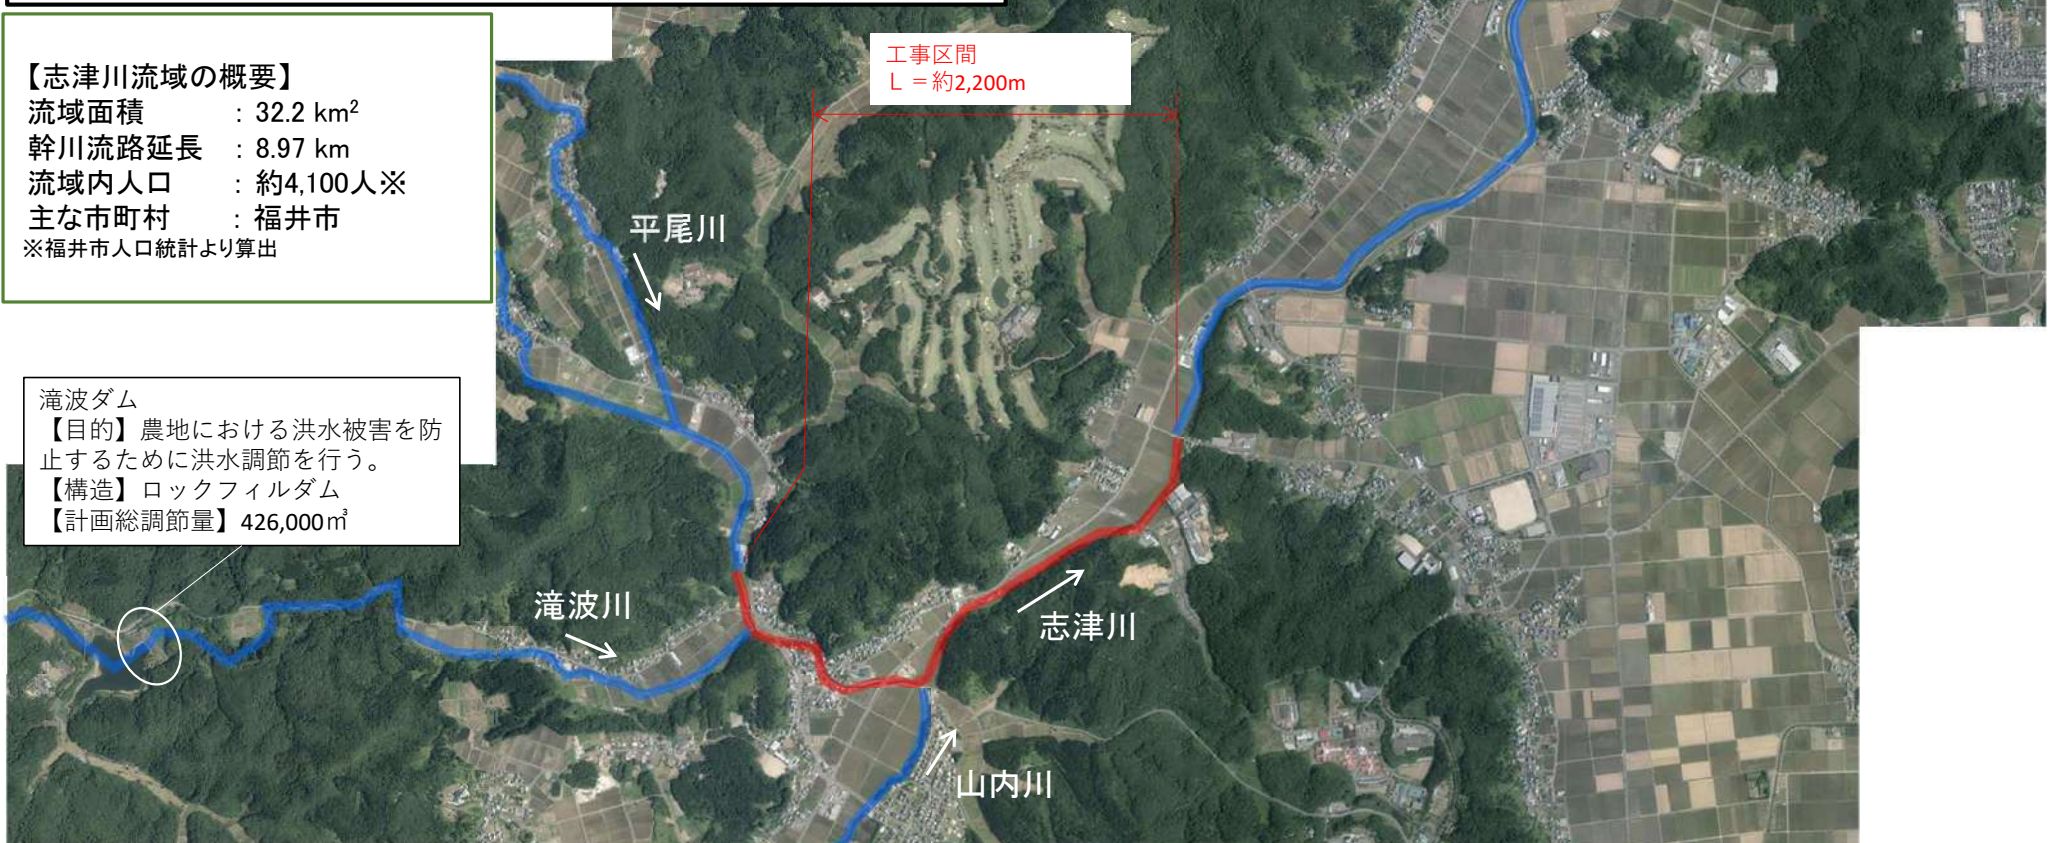 【志津川流域の概要】
流域面積 : 32.2 km²
幹川流路延長 : 8.97 km
流域内人口 : 約4,100人※
主な市町村 : 福井市
※福井市人口統計より算出
工事区間
L =約2,200m
平尾川
滝波ダム
【目的】農地における洪水被害を防
止するために洪水調節を行う。
【構造】ロックフィルダム
【計画総調節量】426,000㎥
滝波川
志津川
山内川